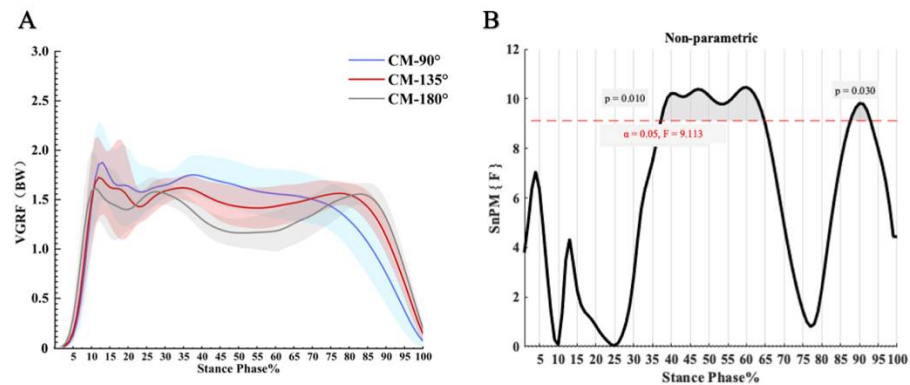 A
3.0
2.5
2.0
1.5
1.0
0.5
0
VGRF（BW）
CM-90°
CM-135°
CM-180°
5 10 15 20 25 30 35 40 45 50 55 60 65 70 75 80 85 90 95 100
Stance Phase%
B
Non-parametric
12
10
8
6
4
2
0
SnPM { F }
p = 0.010
p = 0.030
α = 0.05, F = 9.113
5 10 15 20 25 30 35 40 45 50 55 60 65 70 75 80 85 90 95 100
Stance Phase%